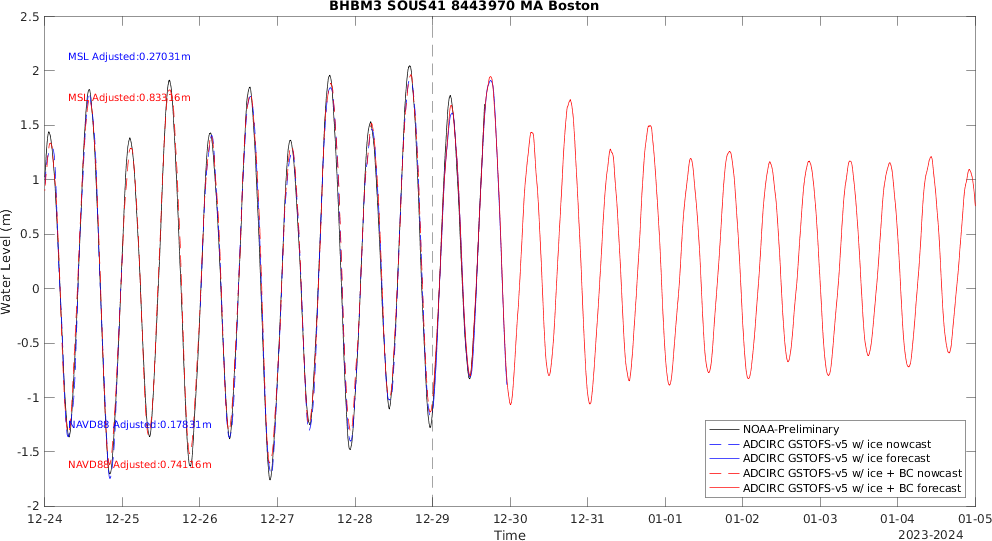 BHBM3 SOUS41 8443970 MA Boston
2.5
2
1.5
1
0.5
0
-0.5
-1
-1.5
-2
Water Level (m)
MSL Adjusted:0.27031m
MSL Adjusted:0.83316m
NAVD88 Adjusted:0.17831m
NAVD88 Adjusted:0.74116m
NOAA-Preliminary
ADCIRC GSTOFS-v5 w/ ice nowcast
ADCIRC GSTOFS-v5 w/ ice forecast
ADCIRC GSTOFS-v5 w/ ice + BC nowcast
ADCIRC GSTOFS-v5 w/ ice + BC forecast
12-24 12-25 12-26 12-27 12-28 12-29 12-30 12-31 01-01 01-02 01-03 01-04 01-05
Time
2023-2024